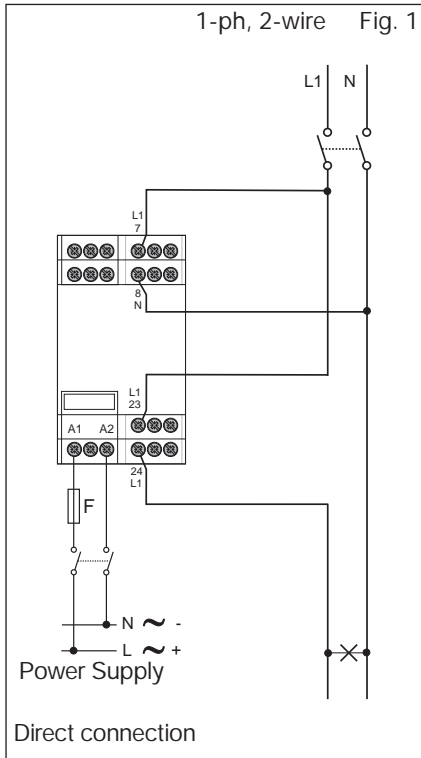 1-ph, 2-wire Fig. 1
L1 N
L1
7
8
N
L1
23
A1 A2
24
L1
F
N ~ -
L ~ +
Power Supply
Direct connection